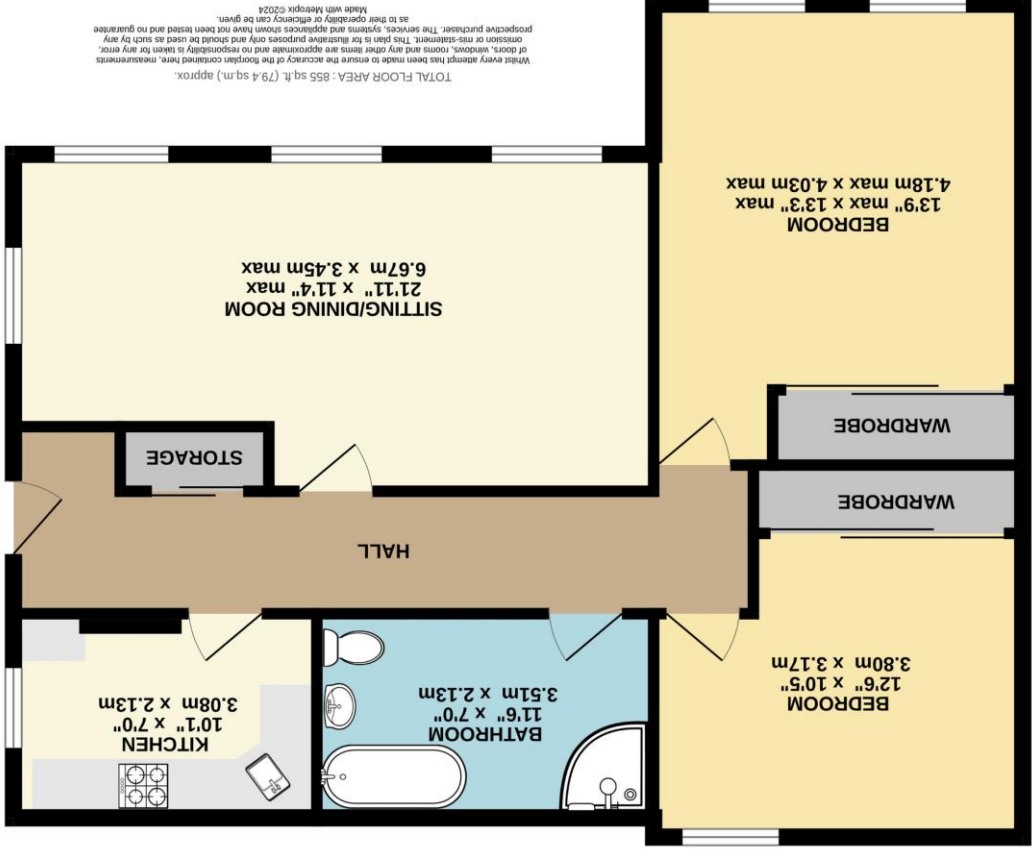 BEDROOM
12'6" x 10'5"
3.80m x 3.17m
BATHROOM
11'6" x 7'0"
3.51m x 2.13m
KITCHEN
10'1" x 7'0"
3.08m x 2.13m
HALL
WARDROBE
STORAGE
WARDROBE
BEDROOM
13'9" max x 13'3" max
4.18m max x 4.03m max
SITTING/DINING ROOM
21'11" x 11'4" max
6.67m x 3.45m max
TOTAL FLOOR AREA : 855 sq.ft. (79.4 sq.m.) approx.
Whilst every attempt has been made to ensure the accuracy of the floorplan contained here, measurements
of doors, windows, rooms and any other items are approximate and no responsibility is taken for any error,
omission or mis-statement. This plan is for illustrative purposes only and should be used as such by any
prospective purchaser. The services, systems and appliances shown have not been tested and no guarantee
as to their operability or efficiency can be given.
Made with Metropix ©2024